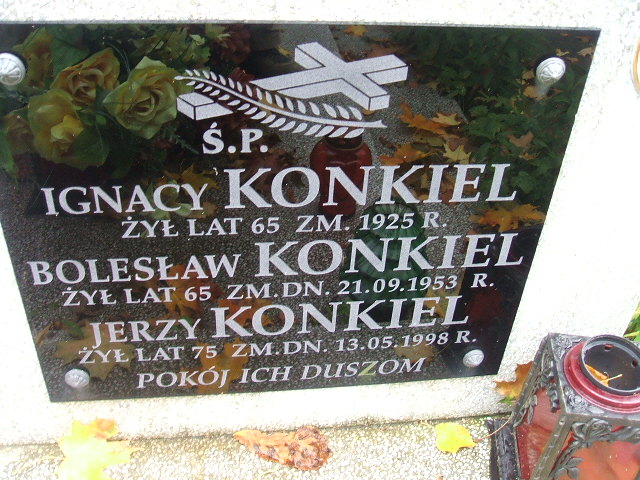 Ś.P.
IGNACY KONKIEL
ŻYŁ LAT 65 ZM. 1925 R.
BOLESŁAW KONKIEL
ŻYŁ LAT 65 ZM. DN. 21.09.1953 R.
JERZY KONKIEL
ŻYŁ LAT 75 ZM. DN. 13.05.1998 R.
POKÓJ ICH DUSZOM